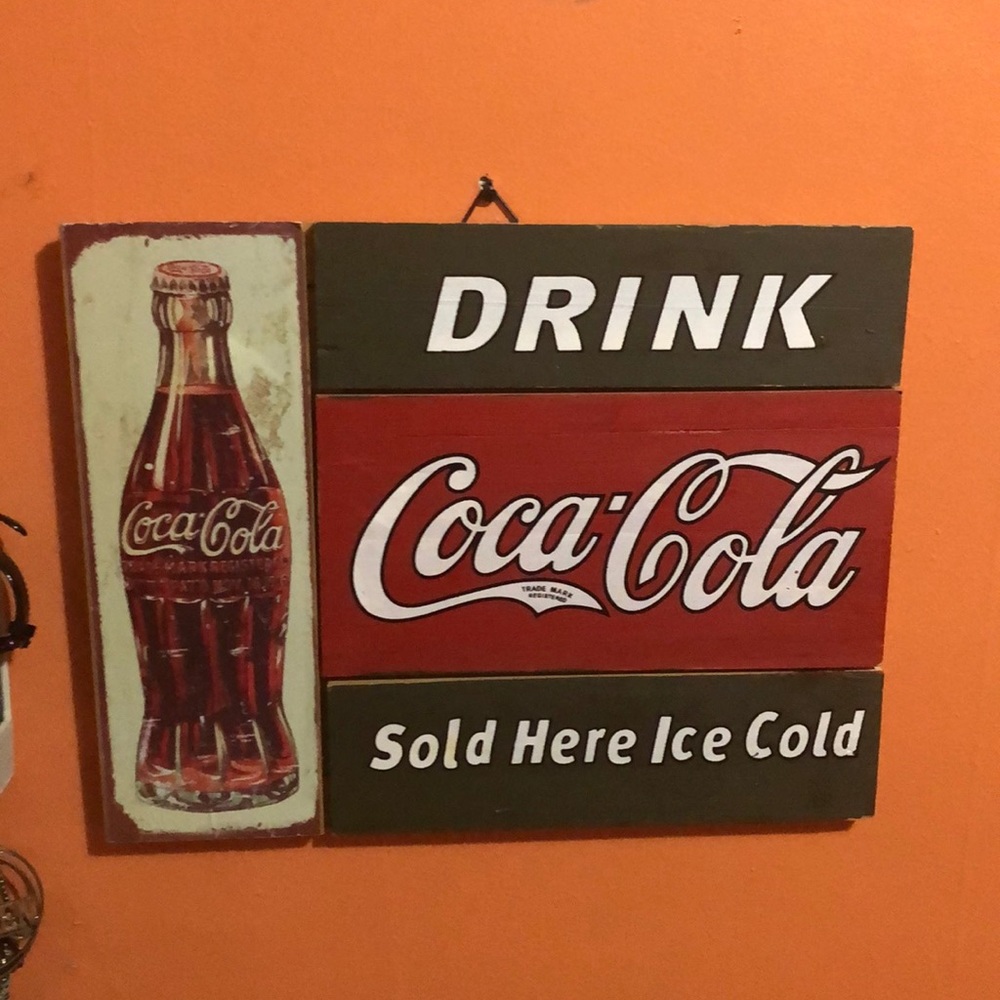 Coca-Cola
DRINK
Coca-Cola
TRADE MARK
REGISTERED
Sold Here Ice Cold